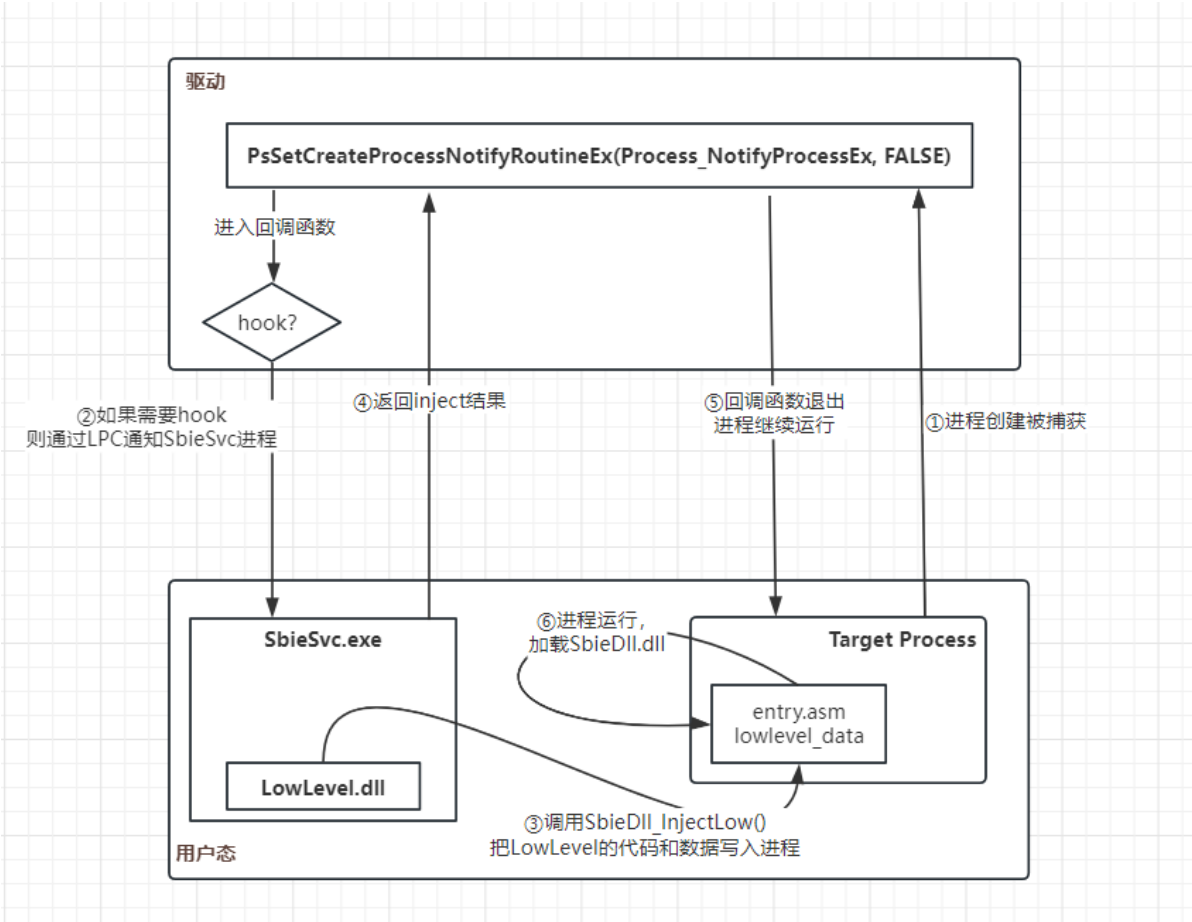 驱动
PsSetCreateProcessNotifyRoutineEx(Process_NotifyProcessEx, FALSE)
进入回调函数
hook?
②如果需要hook
则通过LPC通知SbieSvc进程
④返回inject结果
⑤回调函数退出
进程继续运行
①进程创建被捕获
SbieSvc.exe
⑥进程运行，
加载SbieDll.dll
Target Process
entry.asm
lowlevel_data
LowLevel.dll
③调用SbieDll_InjectLow()
把LowLevel的代码和数据写入进程
用户态